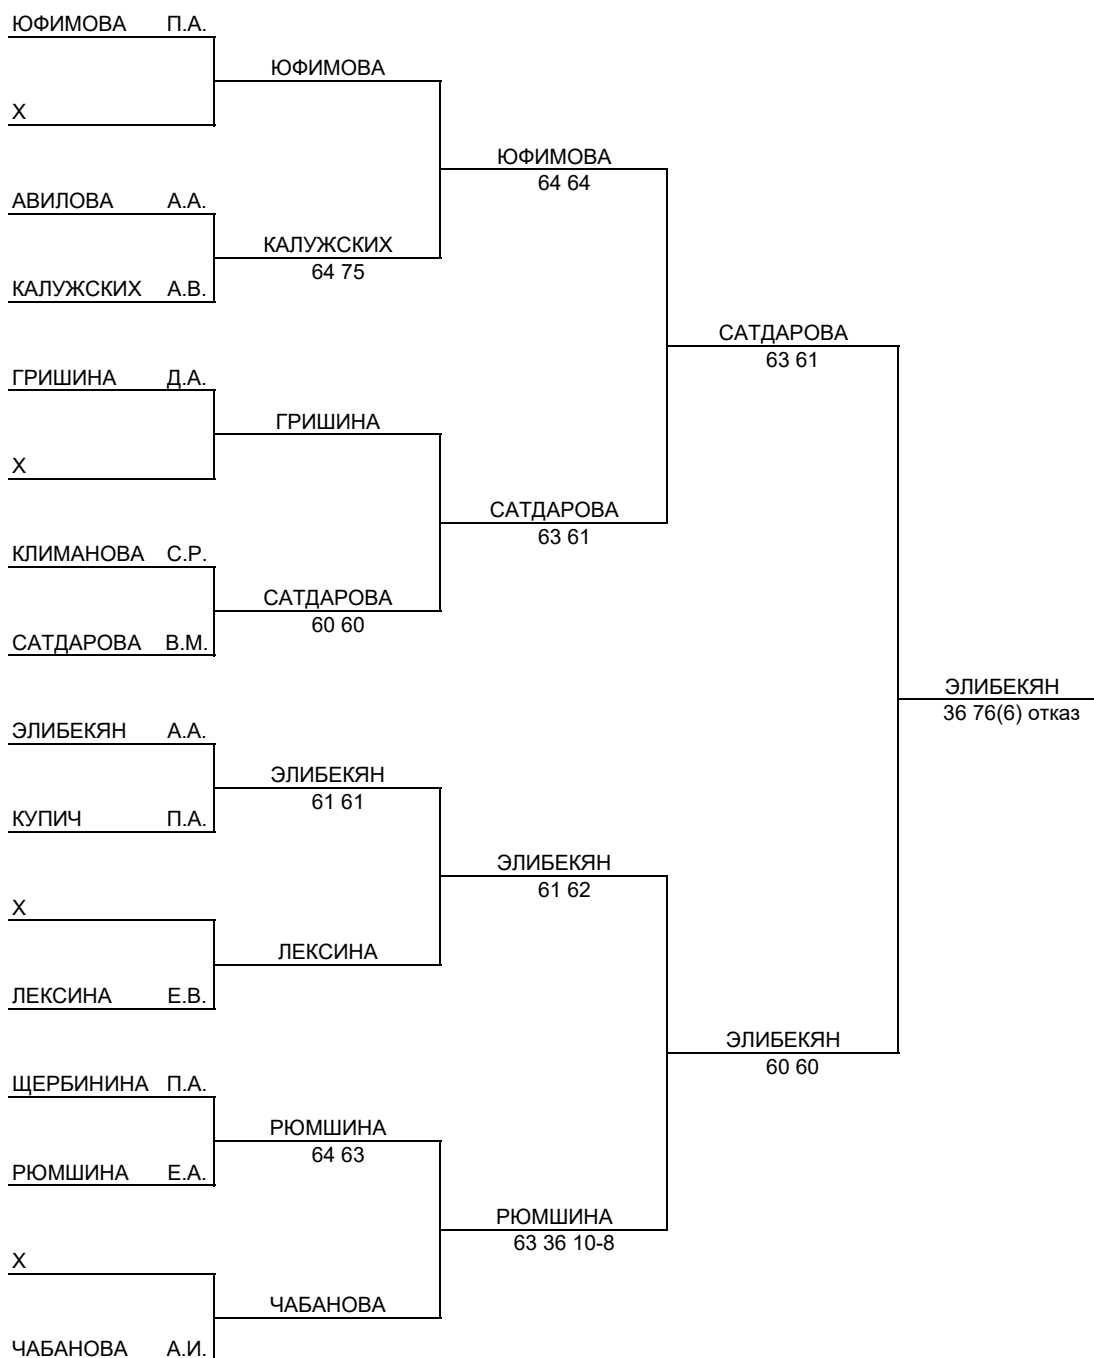 ЮФИМОВА П.А.
ЮФИМОВА
Х
ЮФИМОВА
64 64
АВИЛОВА А.А.
КАЛУЖСКИХ
64 75
КАЛУЖСКИХ А.В.
САТДАРОВА
63 61
ГРИШИНА Д.А.
ГРИШИНА
Х
САТДАРОВА
63 61
КЛИМАНОВА С.Р.
САТДАРОВА
60 60
САТДАРОВА В.М.
ЭЛИБЕКЯН
36 76(6) отказ
ЭЛИБЕКЯН А.А.
ЭЛИБЕКЯН
61 61
КУПИЧ П.А.
ЭЛИБЕКЯН
61 62
Х
ЛЕКСИНА
ЛЕКСИНА Е.В.
ЭЛИБЕКЯН
60 60
ЩЕРБИНИНА П.А.
РЮМШИНА
64 63
РЮМШИНА Е.А.
РЮМШИНА
63 36 10-8
Х
ЧАБАНОВА
ЧАБАНОВА А.И.